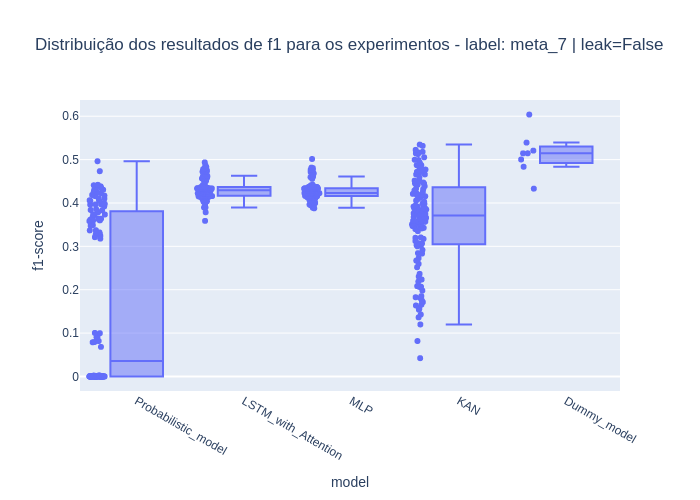 Distribuição dos resultados de f1 para os experimentos - label: meta_7 | leak=False
0.6
0.5
0.4
0.3
0.2
0.1
0
f1-score
Probabilistic_model
LSTM_with_Attention
MLP
KAN
Dummy_model
model